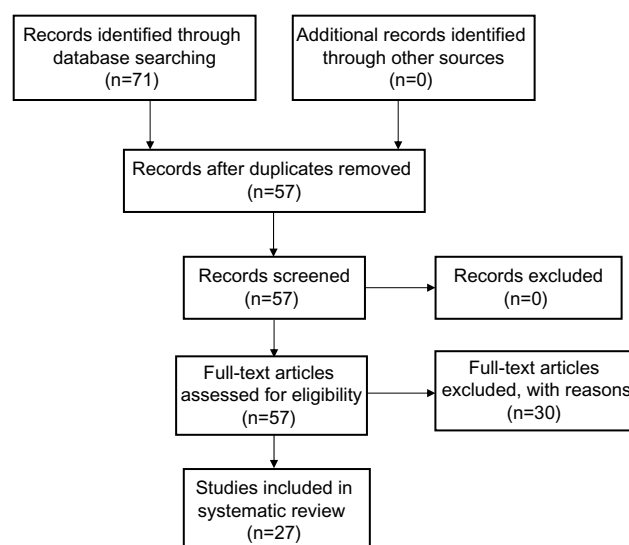 Records identified through
database searching
(n=71)
Additional records identified
through other sources
(n=0)
Records after duplicates removed
(n=57)
Records screened
(n=57)
Records excluded
(n=0)
Full-text articles
assessed for eligibility
(n=57)
Full-text articles
excluded, with reasons
(n=30)
Studies included in
systematic review
(n=27)